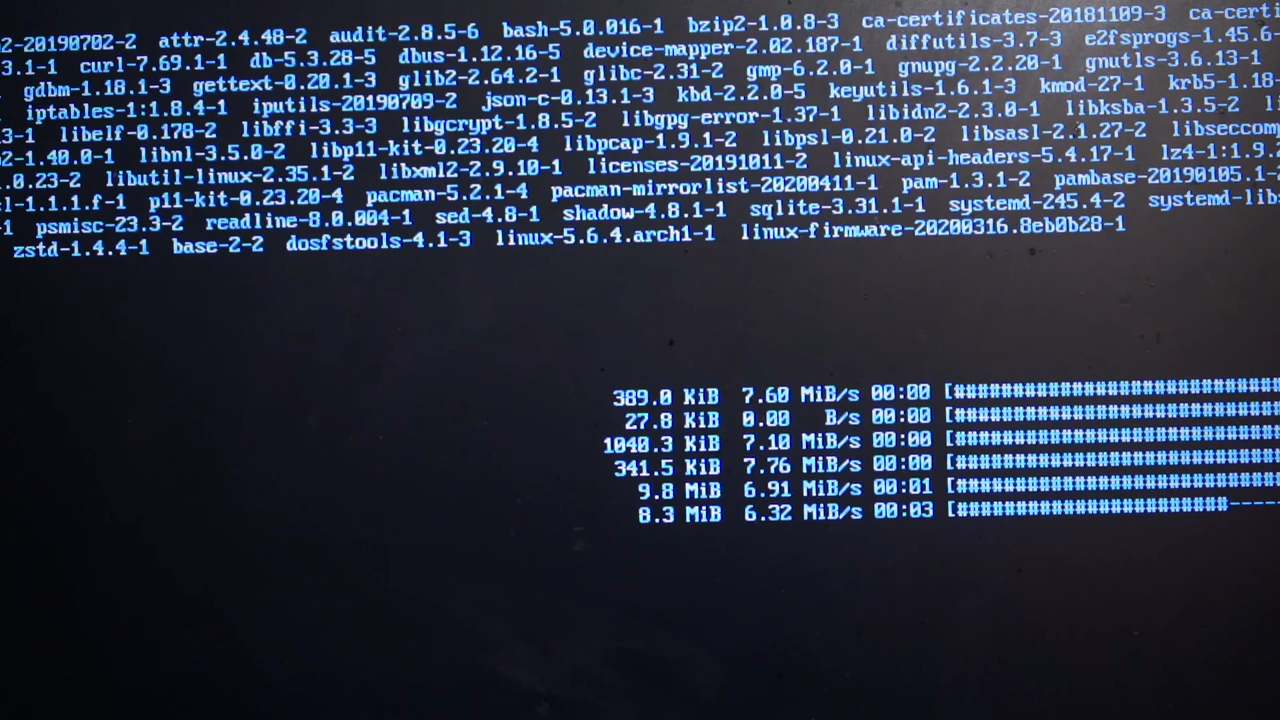 2-20190702-2 attr-2.4.48-2 audit-2.8.5-6 bash-5.0.016-1 bzip2-1.0.8-3 ca-certificates-20181109-3 ca-certi
3.1-1 curl-7.69.1-1 db-5.3.28-5 dbus-1.12.16-5 device-mapper-2.02.187-1 diffutils-3.7-3 e2fsprogs-1.45.6-
gdbm-1.18.1-3 gettext-0.20.1-3 glib2-2.64.2-1 glibc-2.31-2 gmp-6.2.0-1 gnupg-2.2.20-1 gnutls-3.6.13-1
iptables-1:1.8.4-1 iputils-20190709-2 json-c-0.13.1-3 kbd-2.2.0-5 keyutils-1.6.1-3 kmod-27-1 krb5-1.18
3-1 libelf-0.178-2 libffi-3.3-3 libgcrypt-1.8.5-2 libgpg-error-1.37-1 libidn2-2.3.0-1 libksba-1.3.5-2 li
2-1.40.0-1 libnl-3.5.0-2 libp11-kit-0.23.20-4 libpcap-1.9.1-2 libpsl-0.21.0-2 libsasl-2.1.27-2 libseccom
.0.23-2 libutil-linux-2.35.1-2 libxml2-2.9.10-1 licenses-20191011-2 linux-api-headers-5.4.17-1 lz4-1:1.9.
l-1.1.1.f-1 p11-kit-0.23.20-4 pacman-5.2.1-4 pacman-mirrorlist-20200411-1 pam-1.3.1-2 pambase-20190105.1-2
-1 psmisc-23.3-2 readline-8.0.004-1 sed-4.8-1 shadow-4.8.1-1 sqlite-3.31.1-1 systemd-245.4-2 systemd-lib
zstd-1.4.4-1 base-2-2 dosfstools-4.1-3 linux-5.6.4.arch1-1 linux-firmware-20200316.8eb0b28-1
389.0 KiB 7.60 MiB/s 00:00 [############################
27.8 KiB 0.00 B/s 00:00 [############################
1040.3 KiB 7.10 MiB/s 00:00 [############################
341.5 KiB 7.76 MiB/s 00:00 [############################
9.8 MiB 6.91 MiB/s 00:01 [############################
8.3 MiB 6.32 MiB/s 00:03 [#######################-----